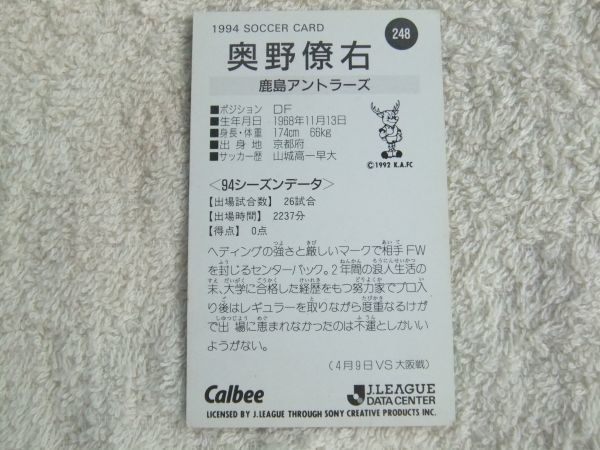 1994 SOCCER CARD
248
奥野僚右
鹿島アントラーズ
■ポジション DF
■生年月日 1968年11月13日
■身長・体重 174cm 66kg
■出身地 京都府
■サッカー歴 山城高ー早大
©1992 K.A.FC
〈94シーズンデータ〉
【出場試合数】 26試合
【出場時間】 2237分
【得点】 0点
ヘディングの強さと厳しいマークで相手FW
を封じるセンターバック。2年間の浪人生活の
末、大学に合格した経歴をもつ努力家でプロ入
り後はレギュラーを取りながら度重なるけが
で出場に恵まれなかったのは不運としかいい
ようがない。
(4月9日VS大阪戦)
Calbee
J.LEAGUE
DATA CENTER
LICENSED BY J.LEAGUE THROUGH SONY CREATIVE PRODUCTS INC.